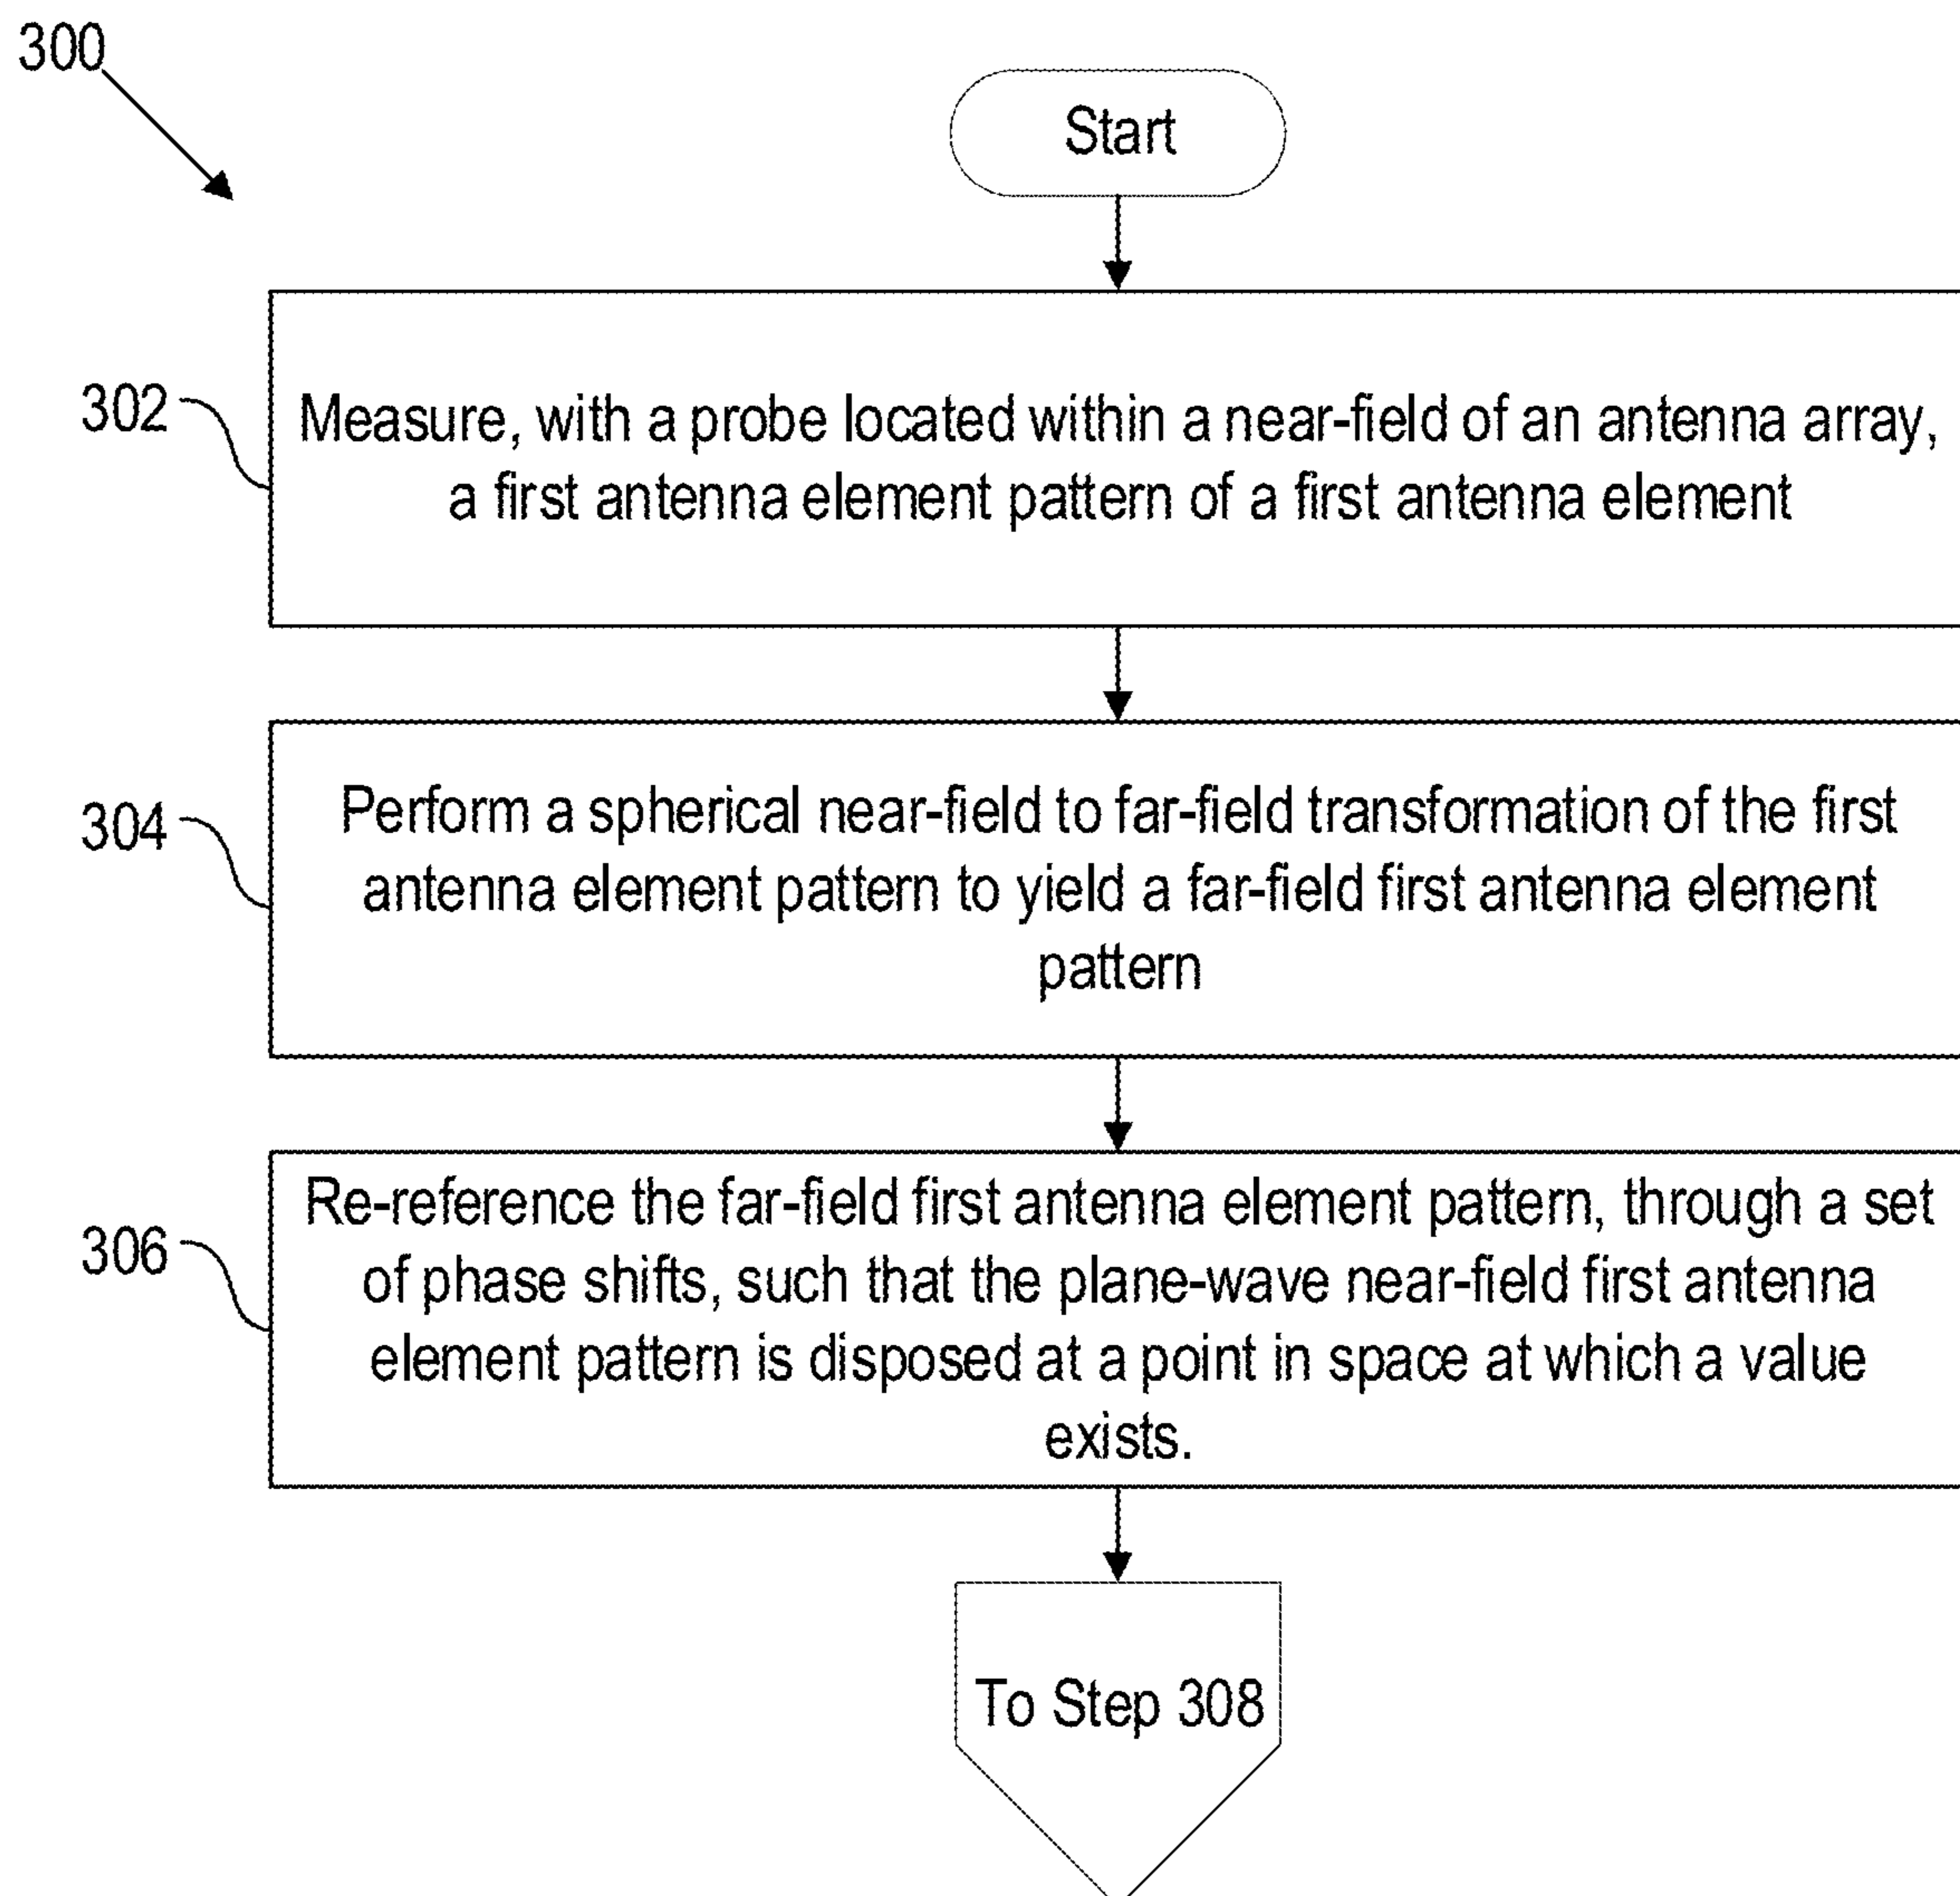 300
Start
302
Measure, with a probe located within a near-field of an antenna array,
a first antenna element pattern of a first antenna element
304
Perform a spherical near-field to far-field transformation of the first
antenna element pattern to yield a far-field first antenna element
pattern
306
Re-reference the far-field first antenna element pattern, through a set
of phase shifts, such that the plane-wave near-field first antenna
element pattern is disposed at a point in space at which a value
exists.
To Step 308